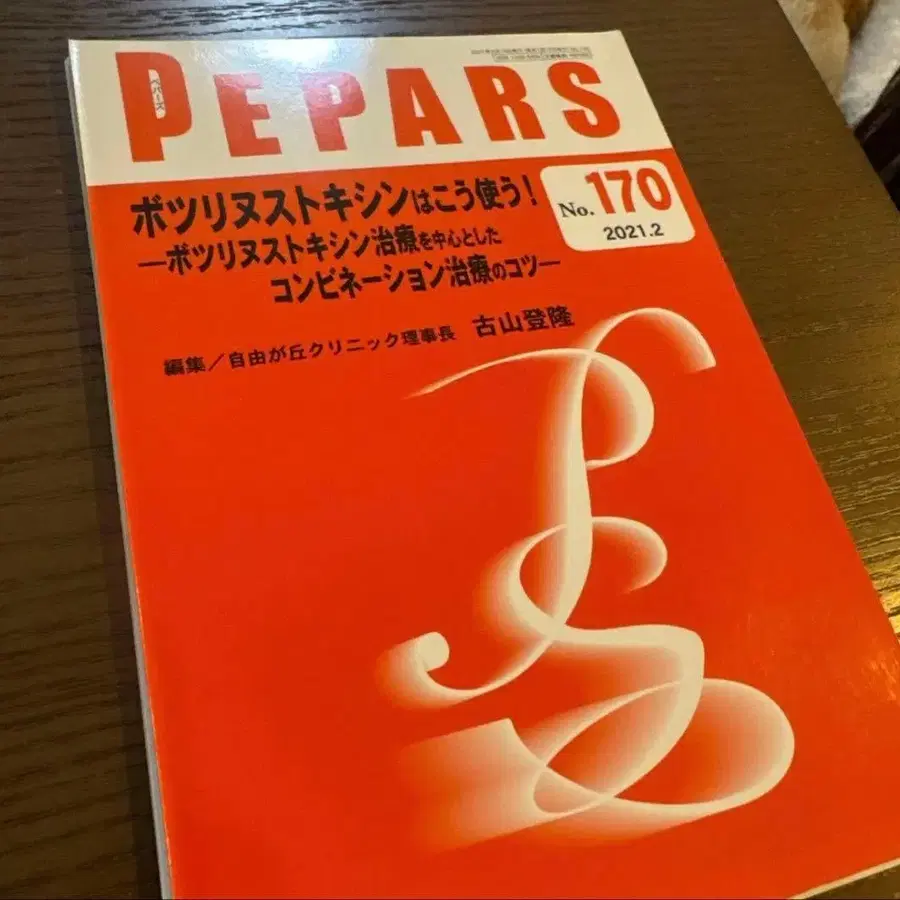 PEPARS
ペパーズ
ボツリヌストキシンはこう使う!
—ボツリヌストキシン治療を中心とした
コンビネーション治療のコツ—
No. 170
2021.2
編集/自由が丘クリニック理事長 古山登隆